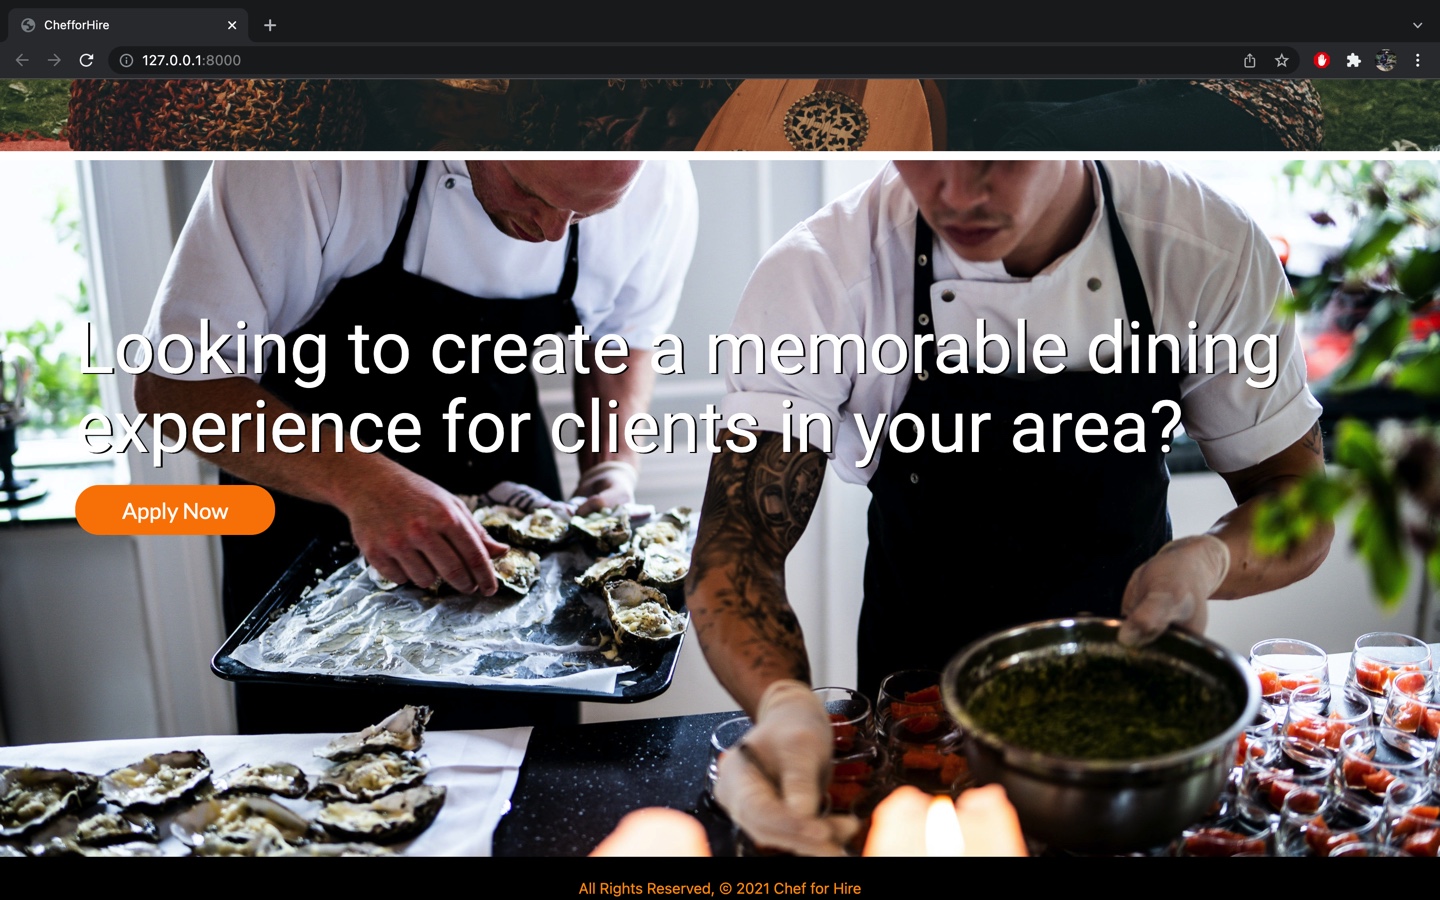 ChefforHire
127.0.0.1:8000
Looking to create a memorable dining
experience for clients in your area?
Apply Now
All Rights Reserved, © 2021 Chef for Hire